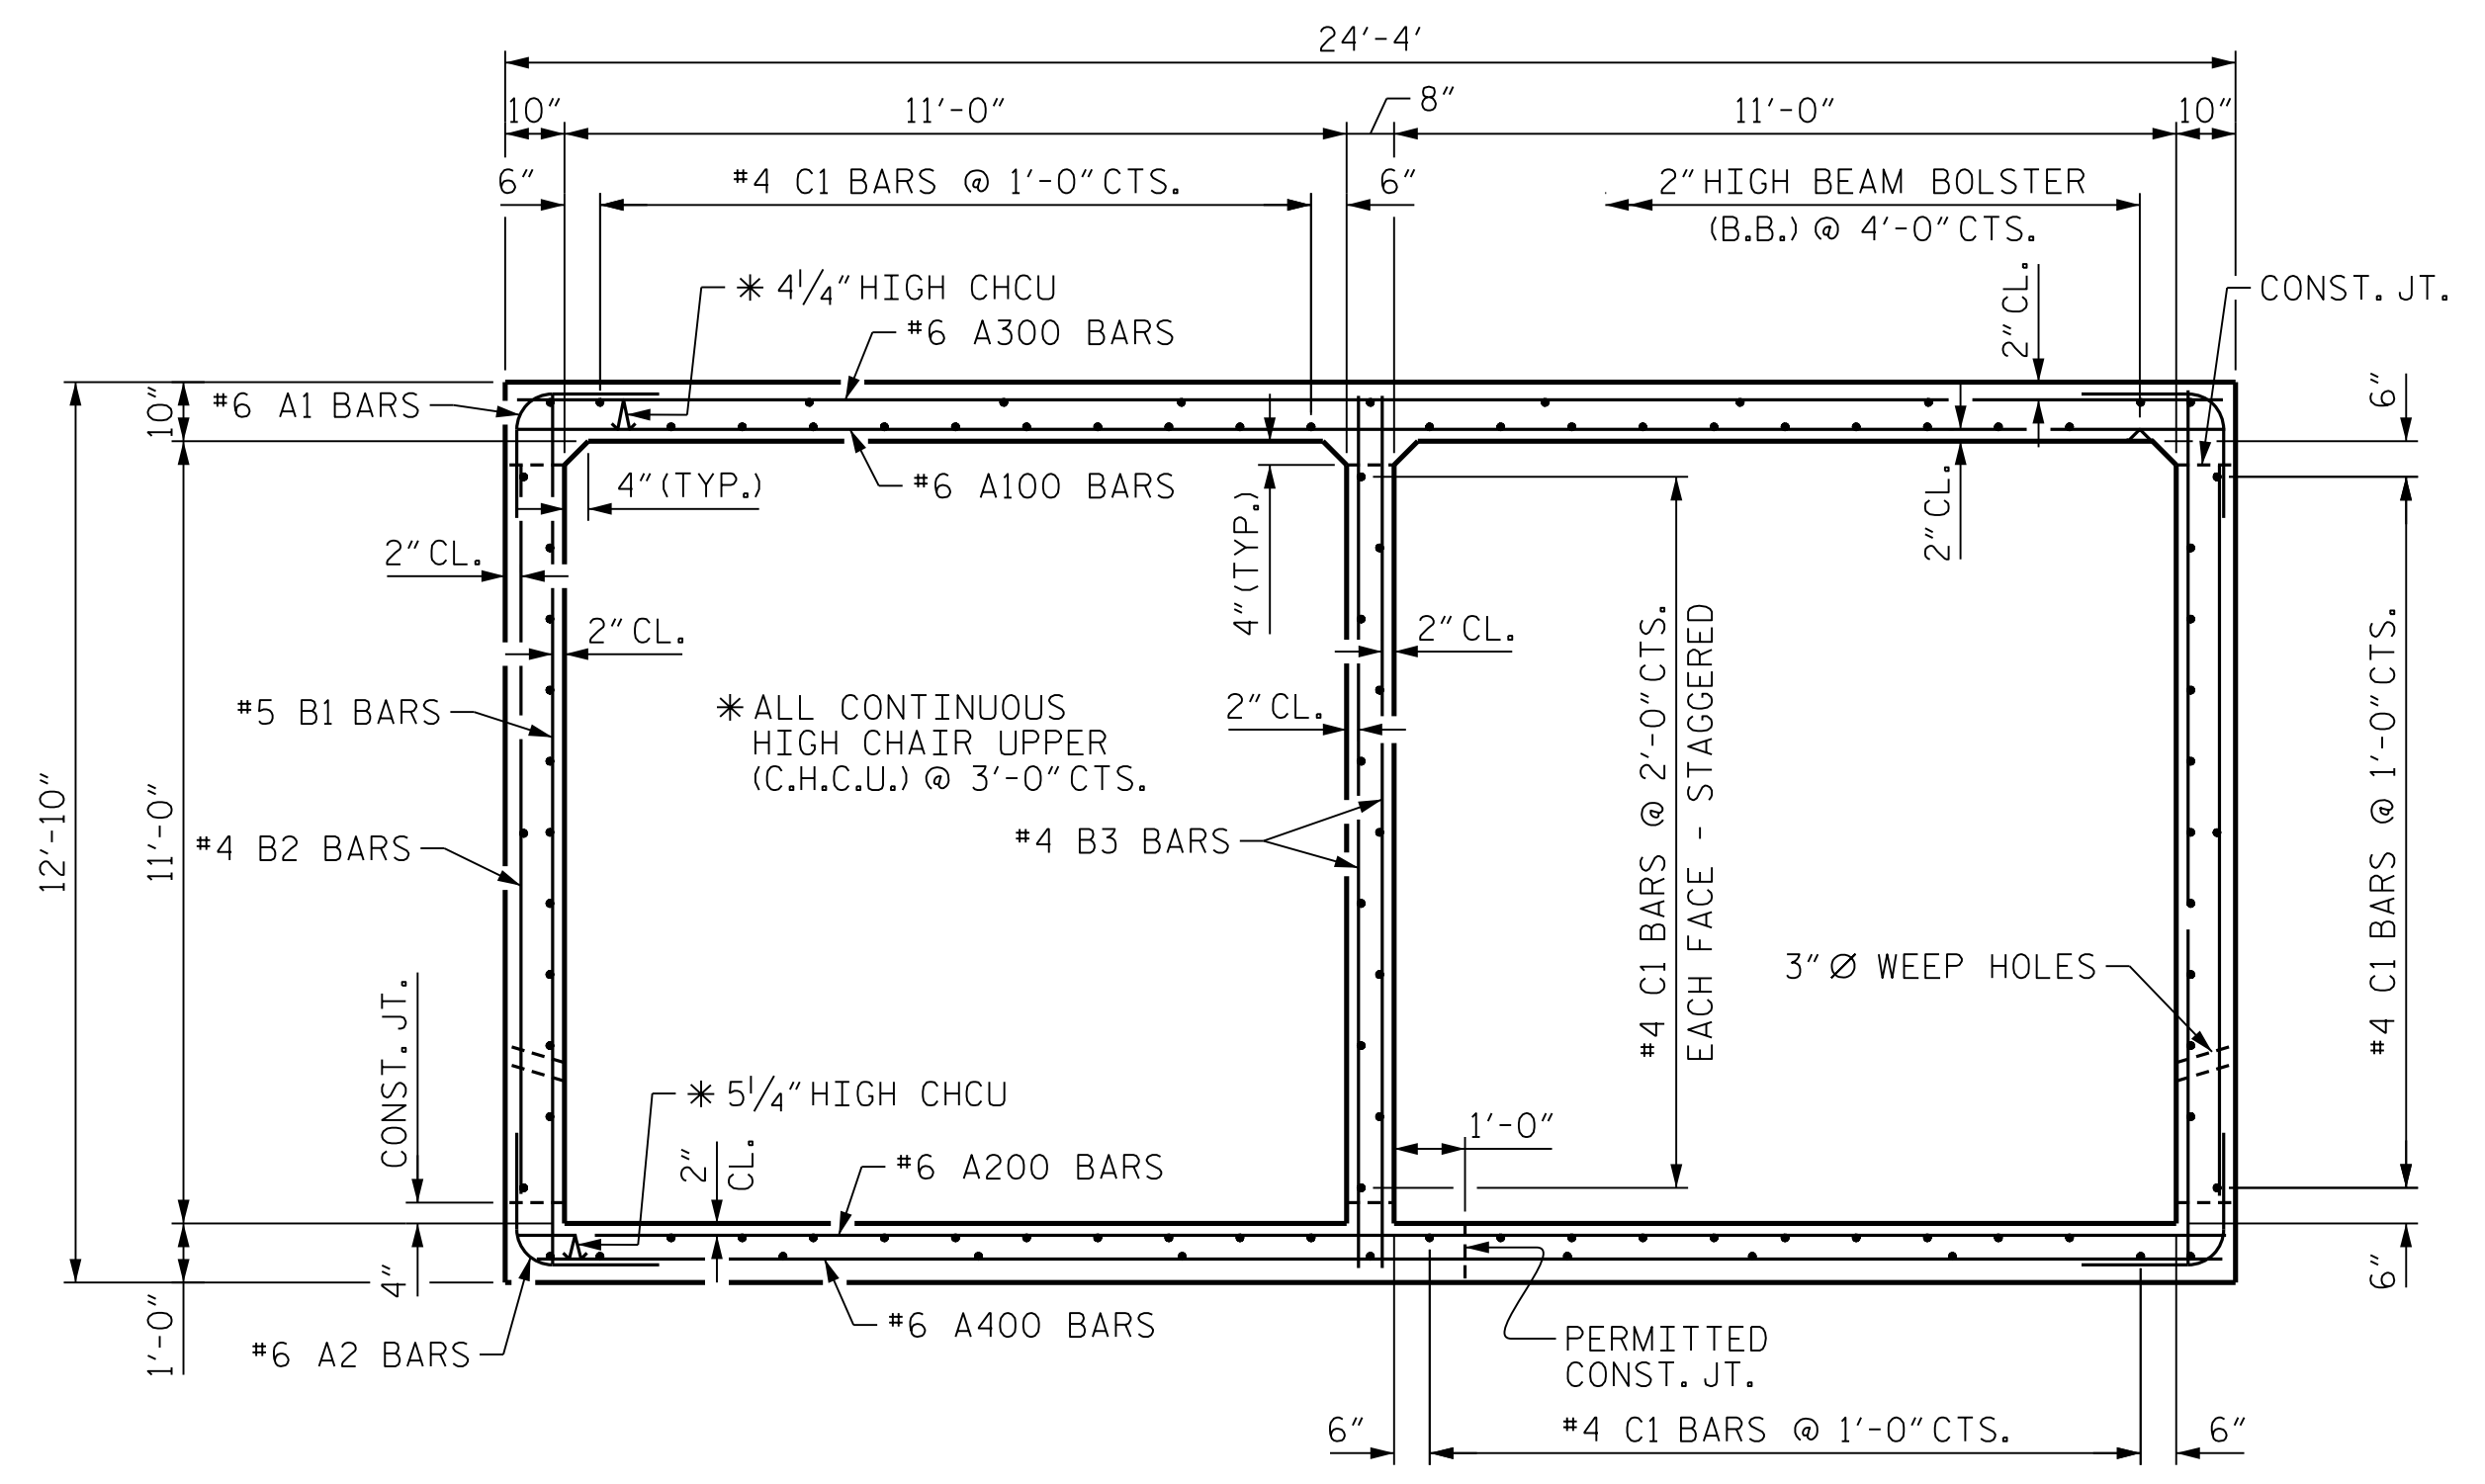 24'-4'
10"
11'-0"
8"
11'-0"
10"
6"
#4 C1 BARS @ 1'-0"CTS.
6"
2"HIGH BEAM BOLSTER
(B.B.) @ 4'-0"CTS.
✳ 4 1/4"HIGH CHCU
2"CL.
CONST. JT.
#6 A300 BARS
10"
#6 A1 BARS
6"
4"(TYP.)
#6 A100 BARS
4"(TYP.)
2"CL.
2"CL.
2"CL.
2"CL.
#5 B1 BARS
✳ ALL CONTINUOUS
HIGH CHAIR UPPER
(C.H.C.U.) @ 3'-0"CTS.
2"CL.
#4 C1 BARS @ 2'-0"CTS.
EACH FACE - STAGGERED
#4 C1 BARS @ 1'-0"CTS.
12'-10"
11'-0"
#4 B2 BARS
#4 B3 BARS
3"Ø WEEP HOLES
CONST. JT.
✳ 5 1/4"HIGH CHCU
1'-0"
2"
CL.
#6 A200 BARS
4"
6"
1'-0"
#6 A2 BARS
#6 A400 BARS
PERMITTED
CONST. JT.
6"
#4 C1 BARS @ 1'-0"CTS.
6"